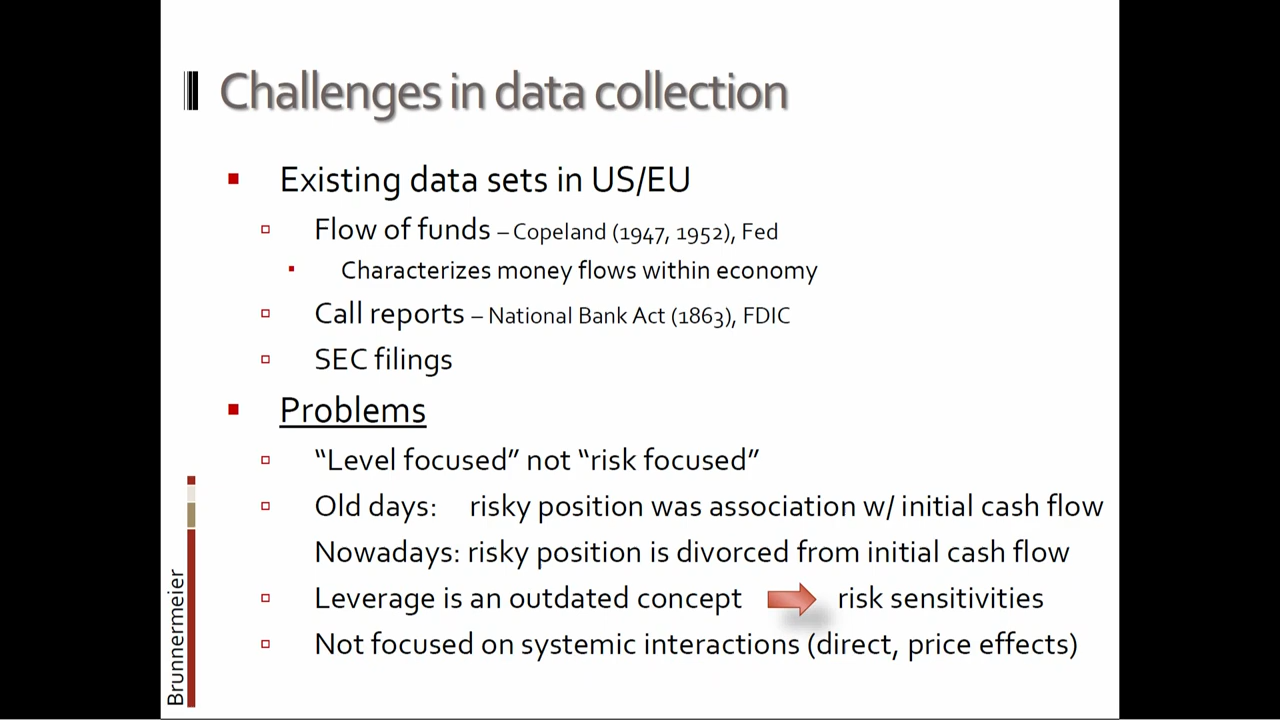 Challenges in data collection
Existing data sets in US/EU
Flow of funds – Copeland (1947, 1952), Fed
Characterizes money flows within economy
Call reports – National Bank Act (1863), FDIC
SEC filings
Problems
“Level focused” not “risk focused”
Old days: risky position was association w/ initial cash flow
Nowadays: risky position is divorced from initial cash flow
Leverage is an outdated concept risk sensitivities
Not focused on systemic interactions (direct, price effects)
Brunnermeier